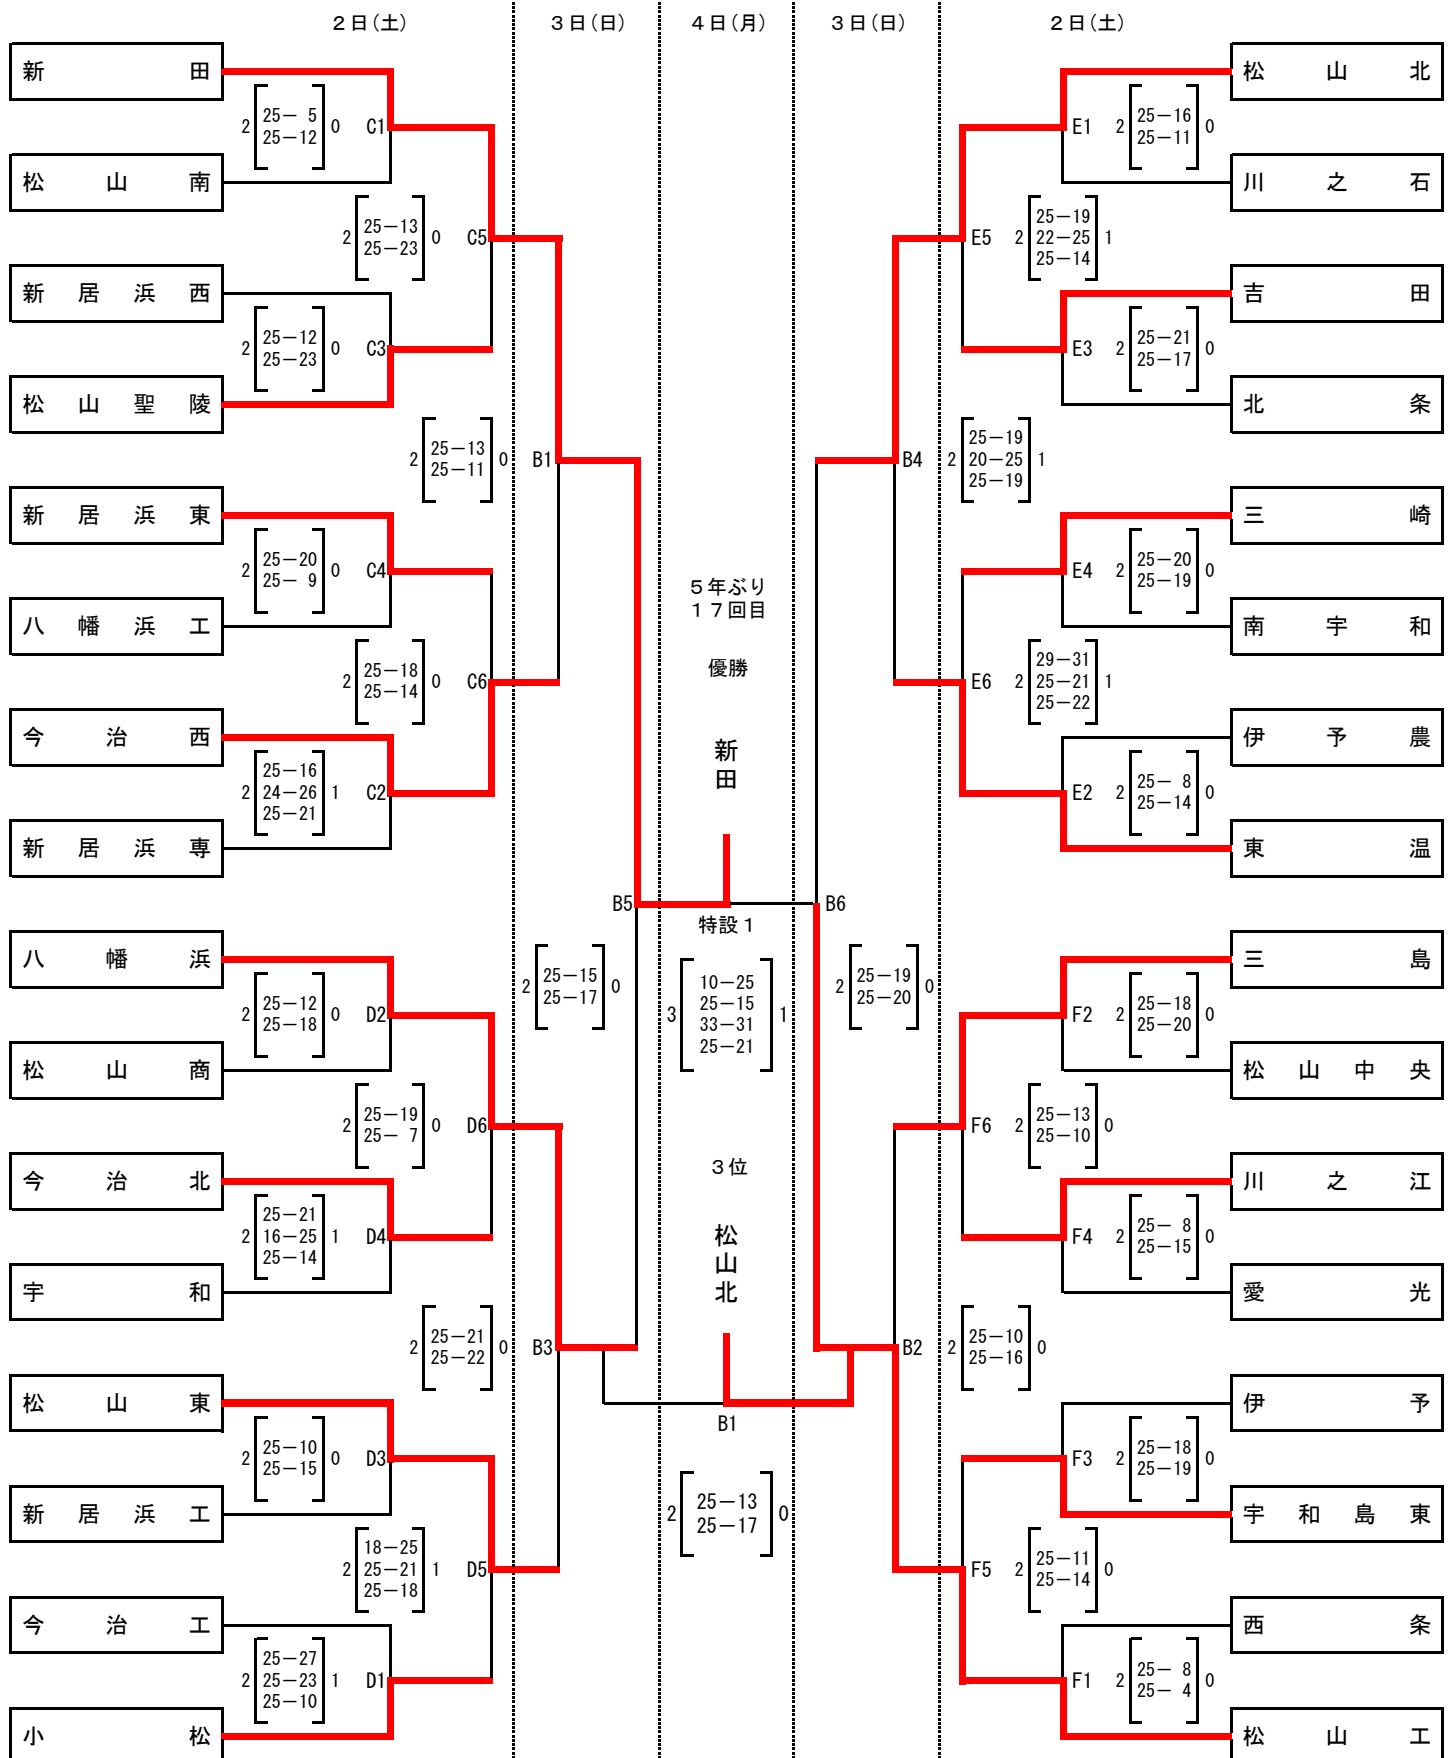 ２日（土） ３日（日） ４日（月） ３日（日） ２日（土）
新田
2 25－ 5 0 C1
25－12
松山南
2 25－13 0 C5
25－23
新居浜西
2 25－12 0 C3
25－23
松山聖陵
2 25－13 0 B1
25－11
新居浜東
2 25－20 0 C4
25－ 9
八幡浜工
2 25－18 0 C6
25－14
今治西
25－16
2 24－26 1 C2
25－21
新居浜専
B5
2 25－15 0
25－17
八幡浜
2 25－12 0 D2
25－18
松山商
2 25－19 0 D6
25－ 7
今治北
25－21
2 16－25 1 D4
25－14
宇和
2 25－21 0 B3
25－22
松山東
2 25－10 0 D3
25－15
新居浜工
18－25
2 25－21 1 D5
25－18
今治工
25－27
2 25－23 1 D1
25－10
小松
５年ぶり
１７回目
優勝
新田
特設１
10－25
25－15
3 33－31 1
25－21
３位
松山北
B1
2 25－13 0
25－17
松山北
E1 2 25－16 0
25－11
川之石
25－19
E5 2 22－25 1
25－14
吉田
E3 2 25－21 0
25－17
北条
25－19
B4 2 20－25 1
25－19
三崎
E4 2 25－20 0
25－19
南宇和
29－31
E6 2 25－21 1
25－22
伊予農
E2 2 25－ 8 0
25－14
東温
B6
2 25－19 0
25－20
三島
F2 2 25－18 0
25－20
松山中央
F6 2 25－13 0
25－10
川之江
F4 2 25－ 8 0
25－15
愛光
B2 2 25－10 0
25－16
伊予
F3 2 25－18 0
25－19
宇和島東
F5 2 25－11 0
25－14
西条
F1 2 25－ 8 0
25－ 4
松山工